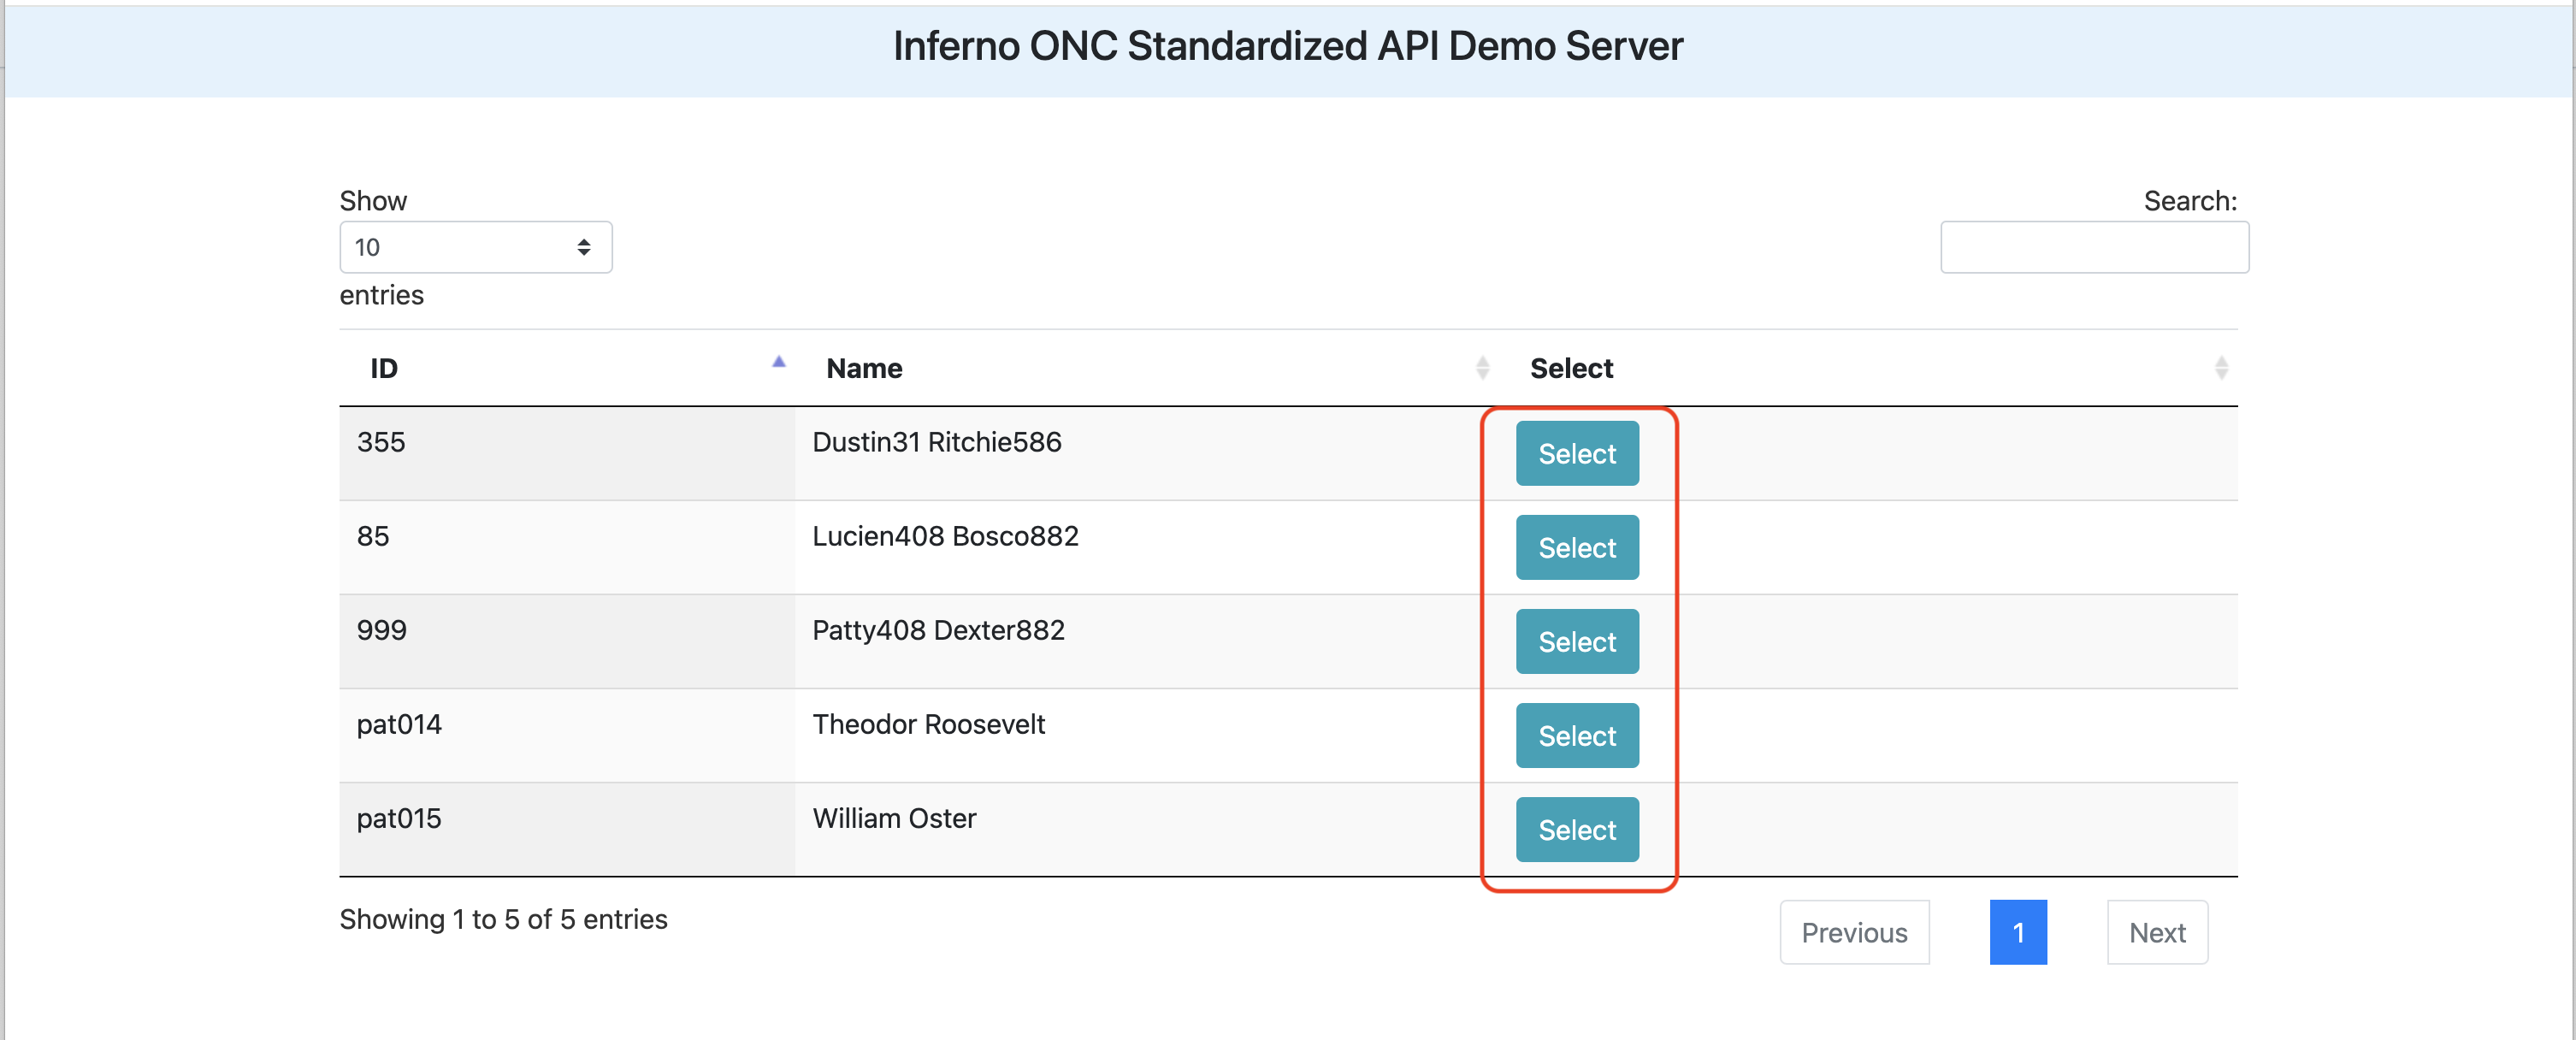 Inferno ONC Standardized API Demo Server
Show
Search:
10
entries
ID Name Select
355 Dustin31 Ritchie586 Select
85 Lucien408 Bosco882 Select
999 Patty408 Dexter882 Select
pat014 Theodor Roosevelt Select
pat015 William Oster Select
Showing 1 to 5 of 5 entries
Previous 1 Next